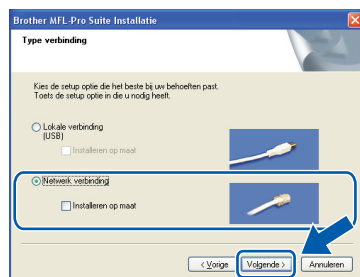 Brother MFL-Pro Suite Installatie
Type verbinding
Kies de setup optie die het beste bij uw behoeften past.
Toets de setup optie in die u nodig heeft.
Lokale verbinding
(USB)
Installeren op maat
Netwerk verbinding
Installeren op maat
< Vorige
Volgende >
Annuleren